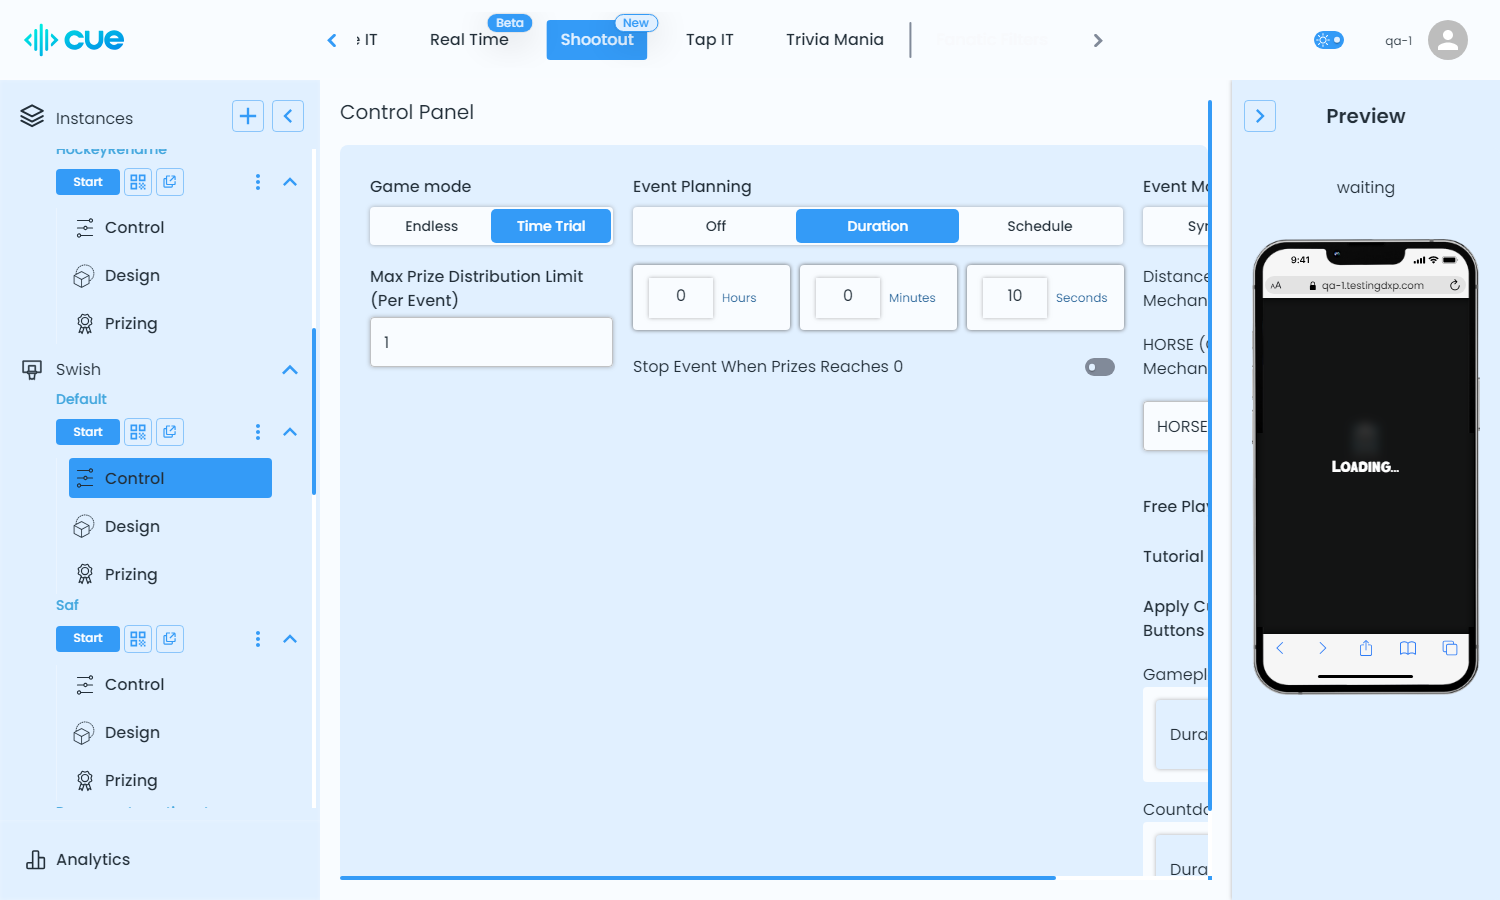 cue
IT
Real Time
Beta
Shootout
New
Tap IT
Trivia Mania
qa-1
Instances
HockeyRename
Start
Control
Design
Prizing
Swish
Default
Start
Control
Design
Prizing
Saf
Start
Control
Design
Prizing
Analytics
Control Panel
Game mode
Endless
Time Trial
Max Prize Distribution Limit
(Per Event)
1
Event Planning
Off
Duration
Schedule
0
Hours
0
Minutes
10
Seconds
Stop Event When Prizes Reaches 0
Event Mo
Syn
Distance
Mechan
HORSE (
Mechan
HORSE
Free Play
Tutorial
Apply Cu
Buttons
Gamepl
Dura
Countdo
Dura
Preview
waiting
9:41
AA
qa-1.testingdxp.com
LOADING...